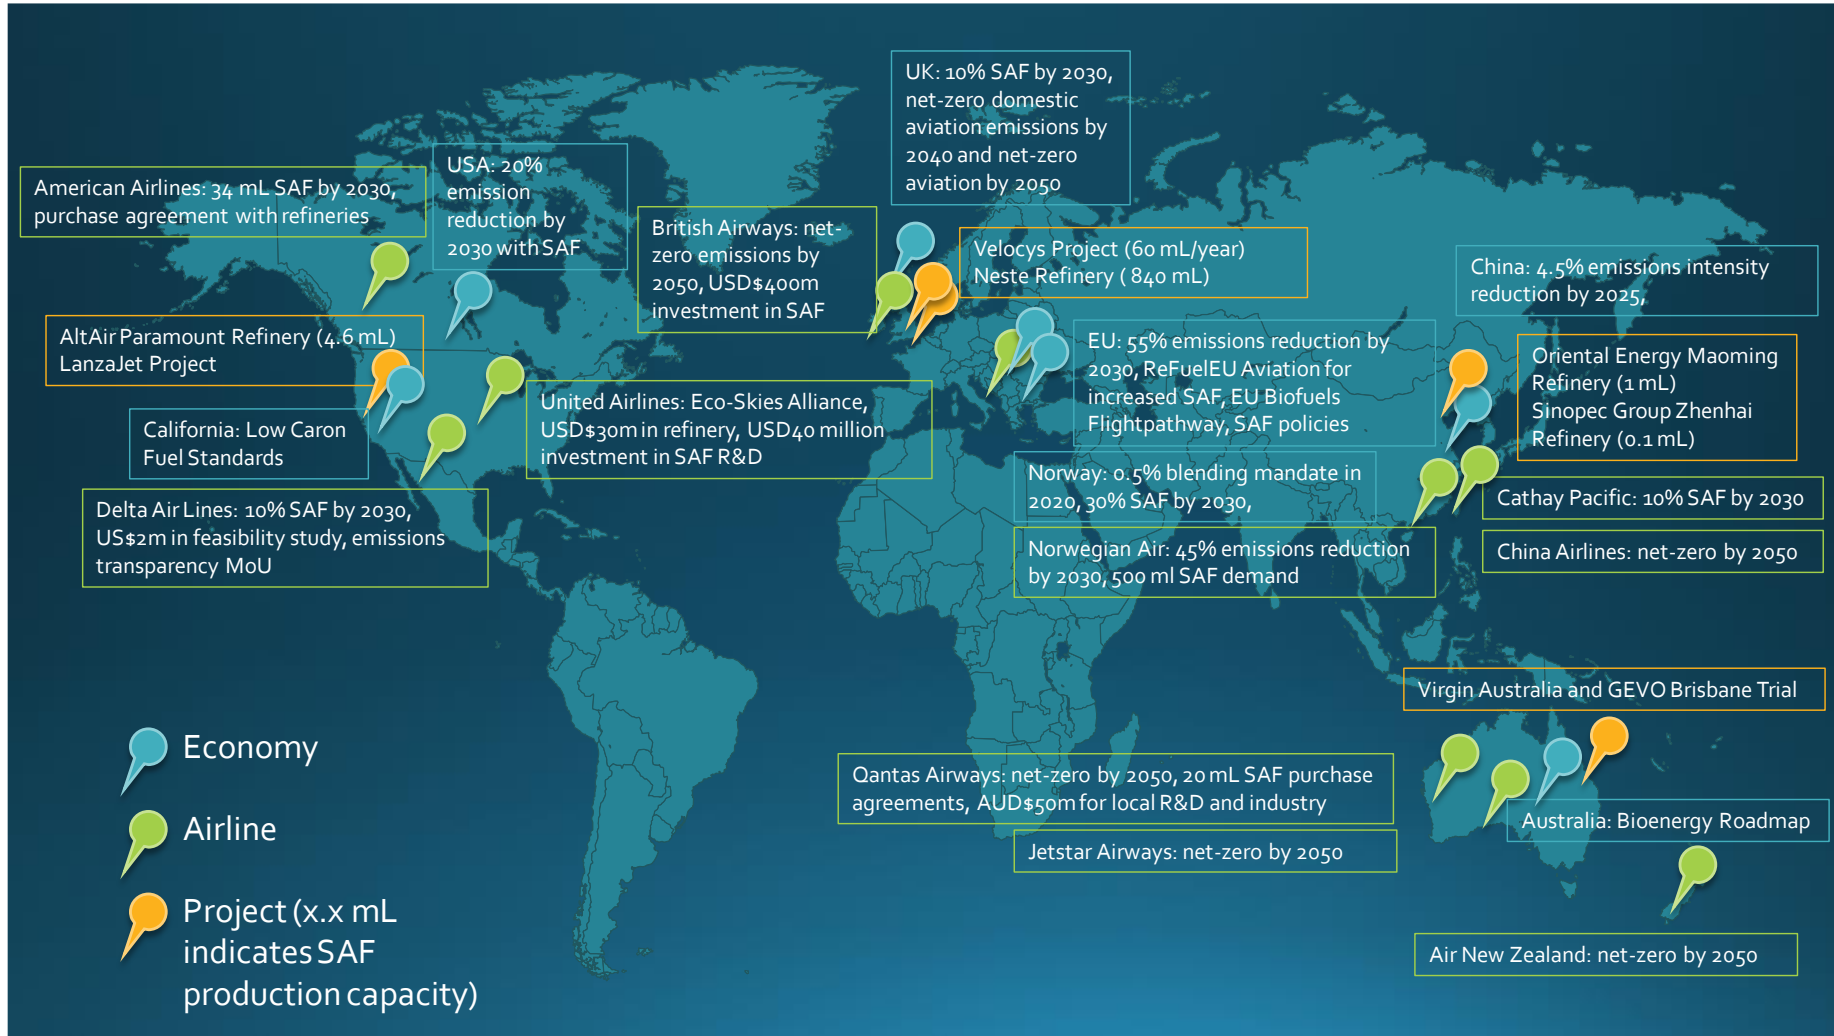 UK: 10% SAF by 2030,
net-zero domestic
aviation emissions by
2040 and net-zero
aviation by 2050
American Airlines: 34 mL SAF by 2030,
purchase agreement with refineries
USA: 20%
emission
reduction by
2030 with SAF
British Airways: net-
zero emissions by
2050, USD$400m
investment in SAF
Velocys Project (60 mL/year)
Neste Refinery ( 840 mL)
China: 4.5% emissions intensity
reduction by 2025,
AltAir Paramount Refinery (4.6 mL)
LanzaJet Project
EU: 55% emissions reduction by
2030, ReFuelEU Aviation for
increased SAF, EU Biofuels
Flightpathway, SAF policies
Oriental Energy Maoming
Refinery (1 mL)
Sinopec Group Zhenhai
Refinery (0.1 mL)
California: Low Caron
Fuel Standards
United Airlines: Eco-Skies Alliance,
USD$30m in refinery, USD40 million
investment in SAF R&D
Norway: 0.5% blending mandate in
2020, 30% SAF by 2030,
Cathay Pacific: 10% SAF by 2030
Delta Air Lines: 10% SAF by 2030,
US$2m in feasibility study, emissions
transparency MoU
Norwegian Air: 45% emissions reduction
by 2030, 500 ml SAF demand
China Airlines: net-zero by 2050
Virgin Australia and GEVO Brisbane Trial
Economy
Airline
Project (x.x mL
indicates SAF
production capacity)
Qantas Airways: net-zero by 2050, 20 mL SAF purchase
agreements, AUD$50m for local R&D and industry
Australia: Bioenergy Roadmap
Jetstar Airways: net-zero by 2050
Air New Zealand: net-zero by 2050